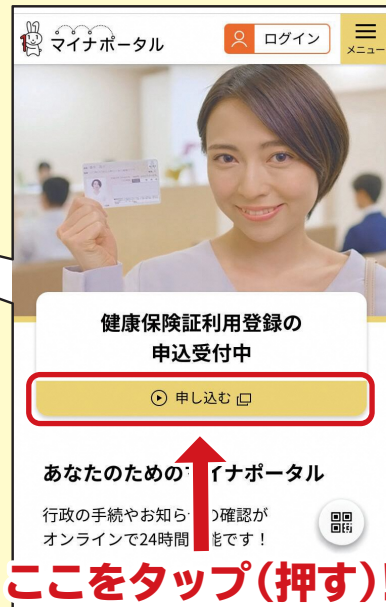 マイナポータル
ログイン
メニュー
健康保険証利用登録の
申込受付中
申し込む
あなたのための イナポータル
行政の手続やお知ら の確認が
オンラインで24時間 能です！
ここをタップ（押す）！